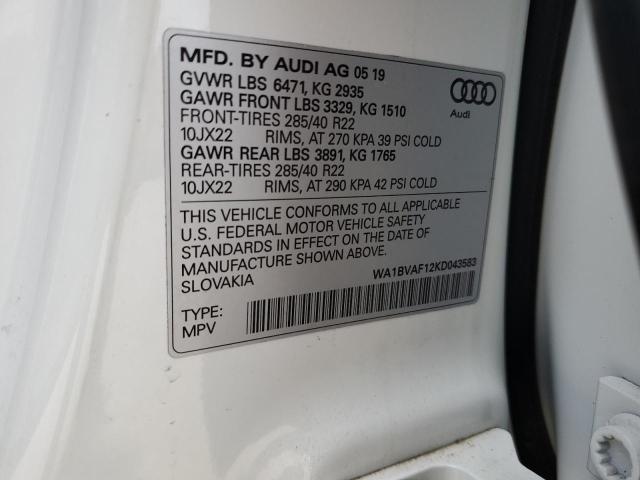 MFD. BY AUDI AG 05 19
GVWR LBS 6471, KG 2935
GAWR FRONT LBS 3329, KG 1510
FRONT-TIRES 285/40 R22
10JX22 RIMS, AT 270 KPA 39 PSI COLD
GAWR REAR LBS 3891, KG 1765
REAR-TIRES 285/40 R22
10JX22 RIMS, AT 290 KPA 42 PSI COLD
Audi
THIS VEHICLE CONFORMS TO ALL APPLICABLE
U.S. FEDERAL MOTOR VEHICLE SAFETY
STANDARDS IN EFFECT ON THE DATE OF
MANUFACTURE SHOWN ABOVE.
SLOVAKIA
WA1BVAF12KD043583
TYPE:
MPV